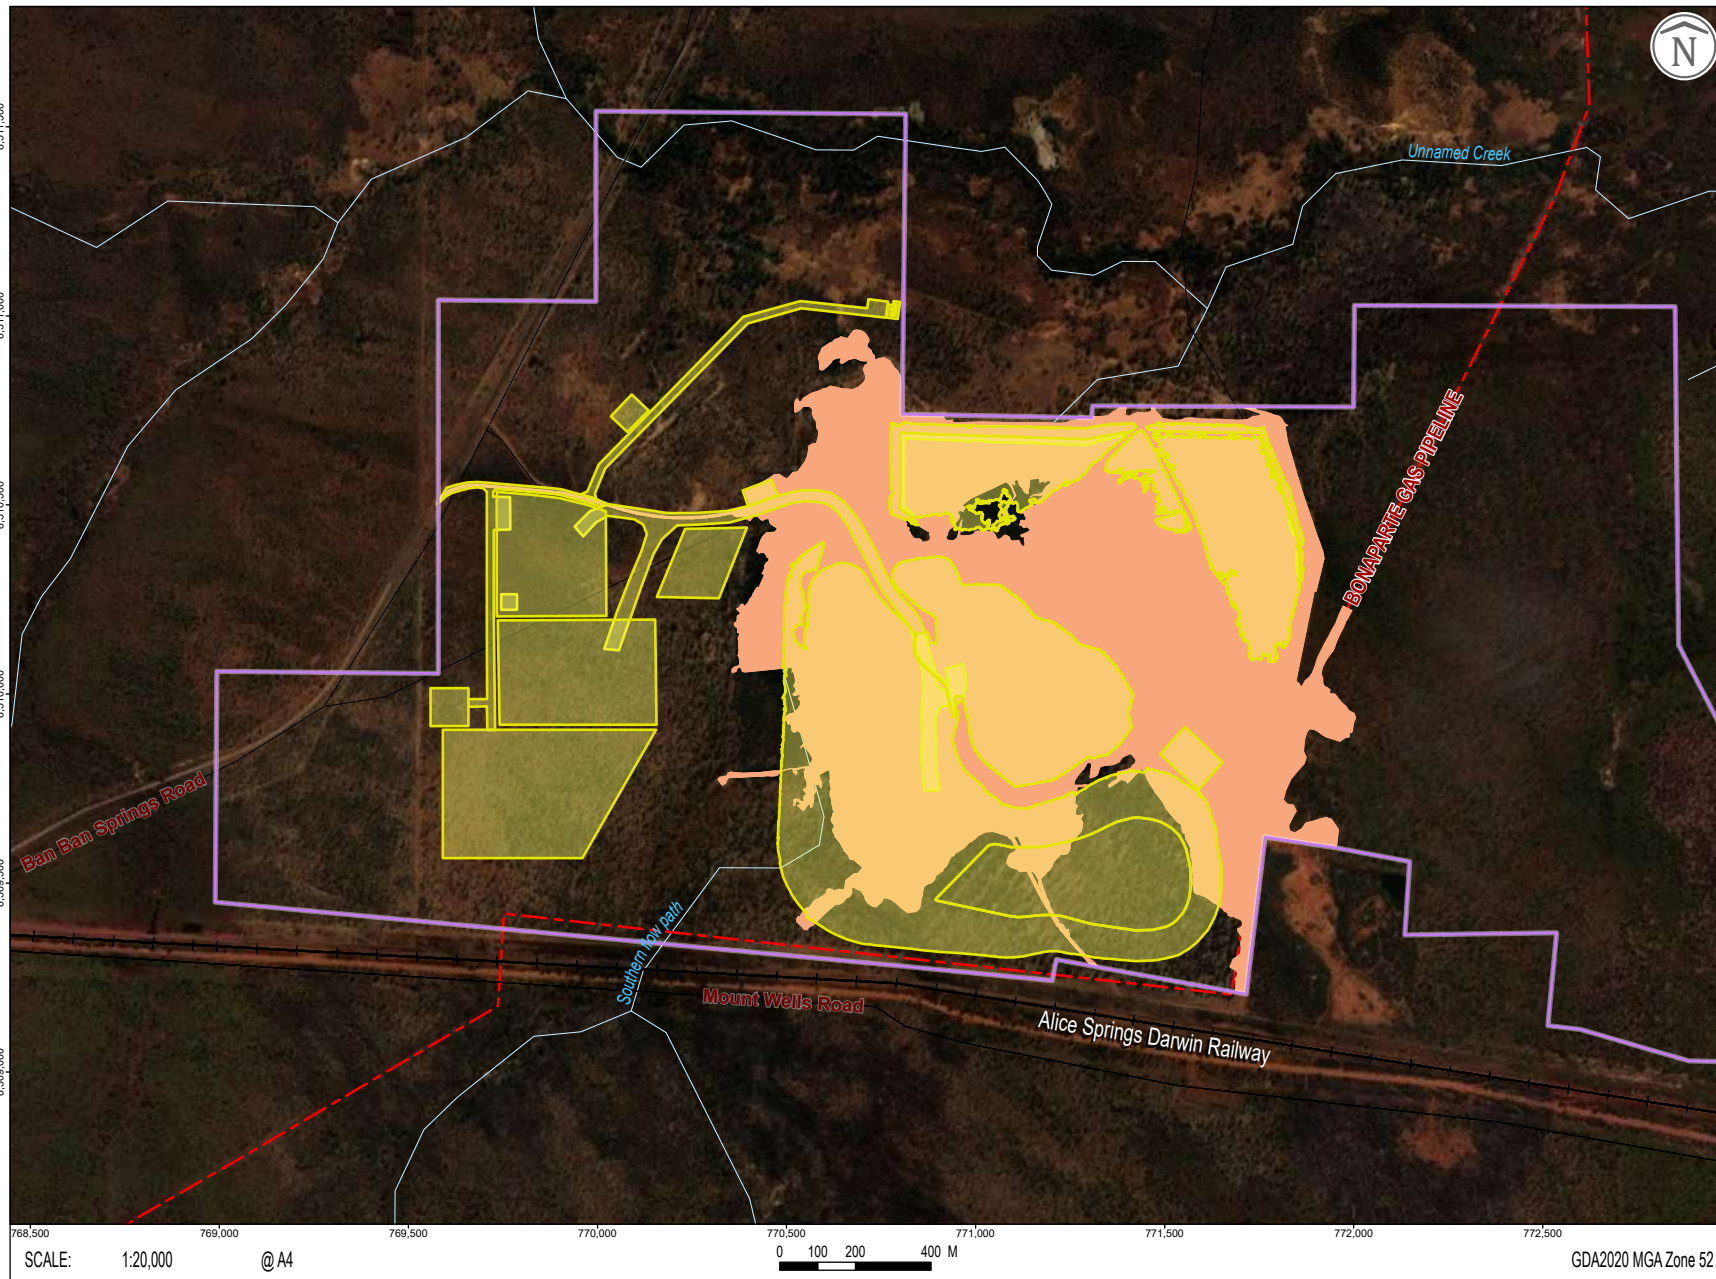 N
Unnamed Creek
BONAPARTE GAS PIPELINE
Ban Ban Springs Road
Southern flow path
Mount Wells Road
Alice Springs Darwin Railway
768,500 769,000 769,500 770,000 770,500 771,000 771,500 772,000 772,500
SCALE: 1:20,000 @ A4
0 100 200 400 M
GDA2020 MGA Zone 52